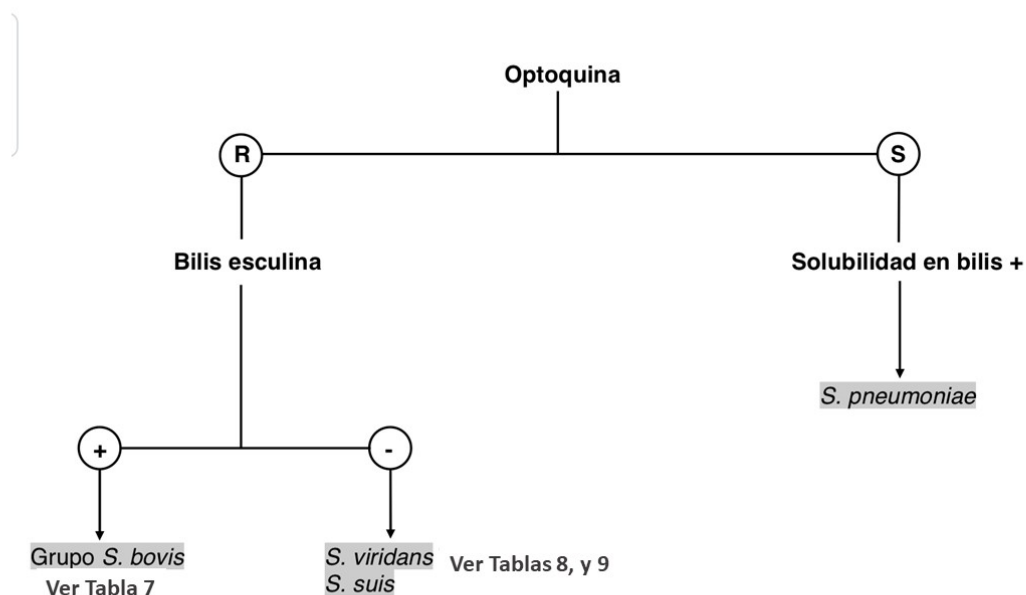 Optoquina
R
S
Bilis esculina
Solubilidad en bilis +
S. pneumoniae
+
-
Grupo S. bovis
Ver Tabla 7
S. viridans
S. suis
Ver Tablas 8, y 9